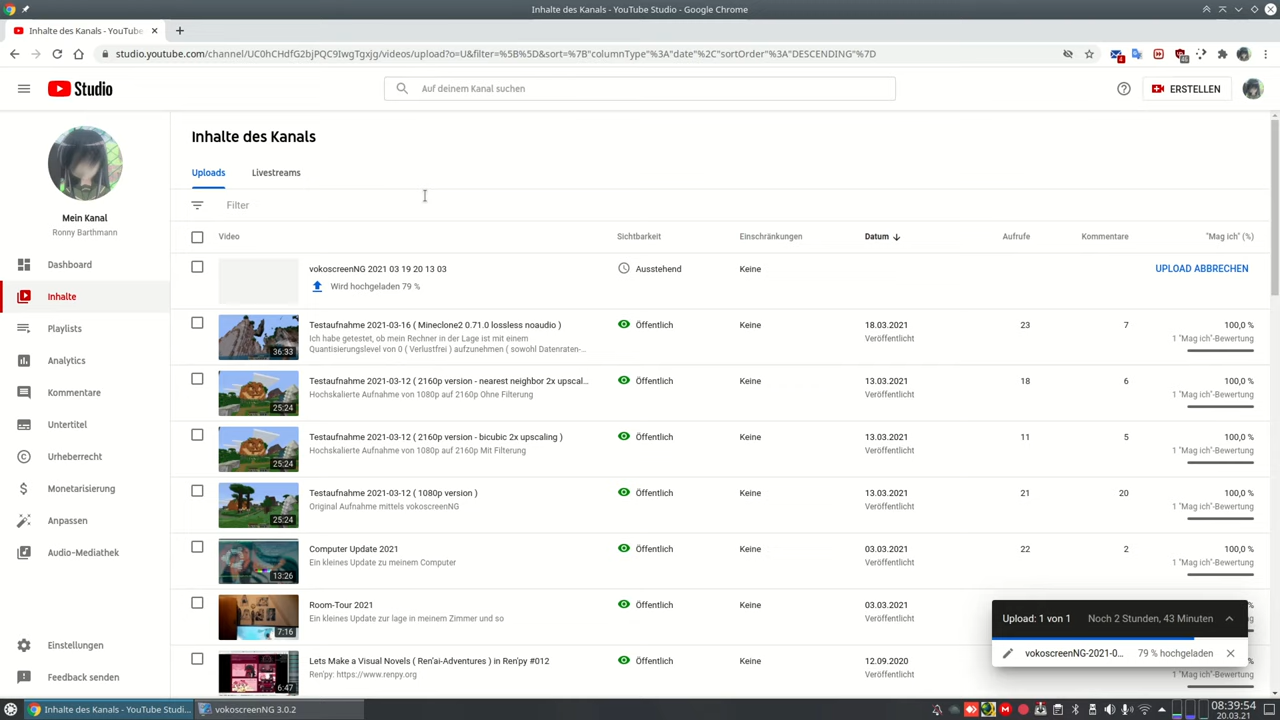 Inhalte des Kanals - YouTube Studio - Google Chrome
Inhalte des Kanals - YouTube
studio.youtube.com/channel/UC0hCHdfG2bjPQC9IwgTgxjg/videos/upload?o=U&filter=%5B%5D&sort=%7B"columnType"%3A"date"%2C"sortOrder"%3A"DESCENDING"%7D
Studio
Auf deinem Kanal suchen
ERSTELLEN
Inhalte des Kanals
Uploads
Livestreams
Filter
Mein Kanal
Ronny Barthmann
Dashboard
Inhalte
Playlists
Analytics
Kommentare
Untertitel
Urheberrecht
Monetarisierung
Anpassen
Audio-Mediathek
Einstellungen
Feedback senden
Video Sichtbarkeit Einschränkungen Datum Aufrufe Kommentare "Mag ich" (%)
vokoscreenNG 2021 03 19 20 13 03 Ausstehend Keine UPLOAD ABBRECHEN
Wird hochgeladen 79 %
Testaufnahme 2021-03-16 ( Mineclone2 0.71.0 lossless noaudio ) Öffentlich Keine 18.03.2021 23 7 100,0 %
Ich habe getestet, ob mein Rechner in der Lage ist mit einem Veröffentlicht 1 "Mag ich"-Bewertung
Quantisierungslevel von 0 ( Verlustfrei ) aufzunehmen ( sowohl Datenraten-...
36:33
Testaufnahme 2021-03-12 ( 2160p version - nearest neighbor 2x upscal... Öffentlich Keine 13.03.2021 18 6 100,0 %
Hochskalierte Aufnahme von 1080p auf 2160p Ohne Filterung Veröffentlicht 1 "Mag ich"-Bewertung
25:24
Testaufnahme 2021-03-12 ( 2160p version - bicubic 2x upscaling ) Öffentlich Keine 13.03.2021 11 5 100,0 %
Hochskalierte Aufnahme von 1080p auf 2160p Mit Filterung Veröffentlicht 1 "Mag ich"-Bewertung
25:24
Testaufnahme 2021-03-12 ( 1080p version ) Öffentlich Keine 13.03.2021 21 20 100,0 %
Original Aufnahme mittels vokoscreenNG Veröffentlicht 1 "Mag ich"-Bewertung
25:24
Computer Update 2021 Öffentlich Keine 03.03.2021 22 2 100,0 %
Ein kleines Update zu meinem Computer Veröffentlicht 1 "Mag ich"-Bewertung
13:26
Room-Tour 2021 Öffentlich Keine 03.03.2021
Ein kleines Update zur lage in meinem Zimmer und so Veröffentlicht
7:16
Lets Make a Visual Novels ( Ren'ai-Adventures ) in Ren'py #012 Öffentlich Keine 12.09.2020
Ren'py: https://www.renpy.org Veröffentlicht 1 "Mag ich"-Bewertung
6:47
Upload: 1 von 1 Noch 2 Stunden, 43 Minuten
vokoscreenNG-2021-0... 79 % hochgeladen
Inhalte des Kanals - YouTube Studi...
vokoscreenNG 3.0.2
08:39:54
20.03.21